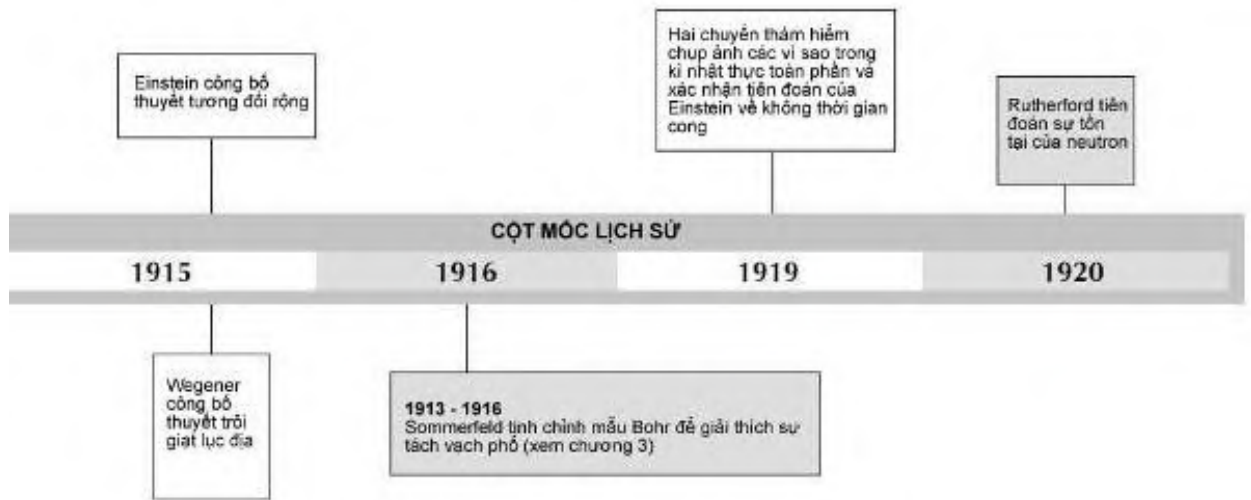 Einstein công bố
thuyết tương đối rộng
Hai chuyến thám hiểm
chụp ảnh các vì sao trong
kì nhật thực toàn phần và
xác nhận tiên đoán của
Einstein về không thời gian
cong
Rutherford tiên
đoán sự tồn
tại của neutron
CỘT MỐC LỊCH SỬ
1915
1916
1919
1920
Wegener
công bố
thuyết trôi
giạt lục địa
1913 - 1916
Sommerfeld tinh chỉnh mẫu Bohr để giải thích sự
tách vạch phổ (xem chương 3)